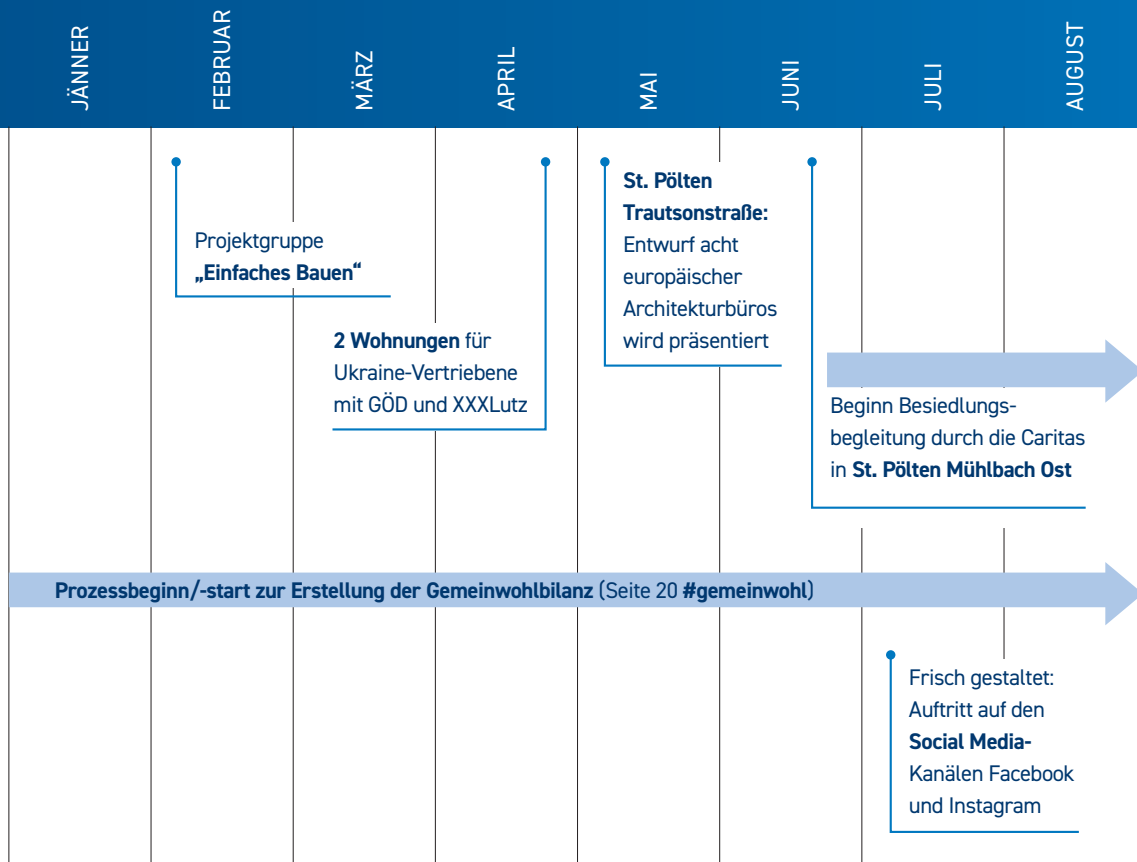 JÄNNER
FEBRUAR
MÄRZ
APRIL
MAI
JUNI
JULI
AUGUST
Projektgruppe
„Einfaches Bauen“
2 Wohnungen für
Ukraine-Vertriebene
mit GÖD und XXXLutz
St. Pölten
Trautsonstraße:
Entwurf acht
europäischer
Architekturbüros
wird präsentiert
Beginn Besiedlungs-
begleitung durch die Caritas
in St. Pölten Mühlbach Ost
Prozessbeginn/-start zur Erstellung der Gemeinwohlbilanz (Seite 20 #gemeinwohl)
Frisch gestaltet:
Auftritt auf den
Social Media-
Kanälen Facebook
und Instagram